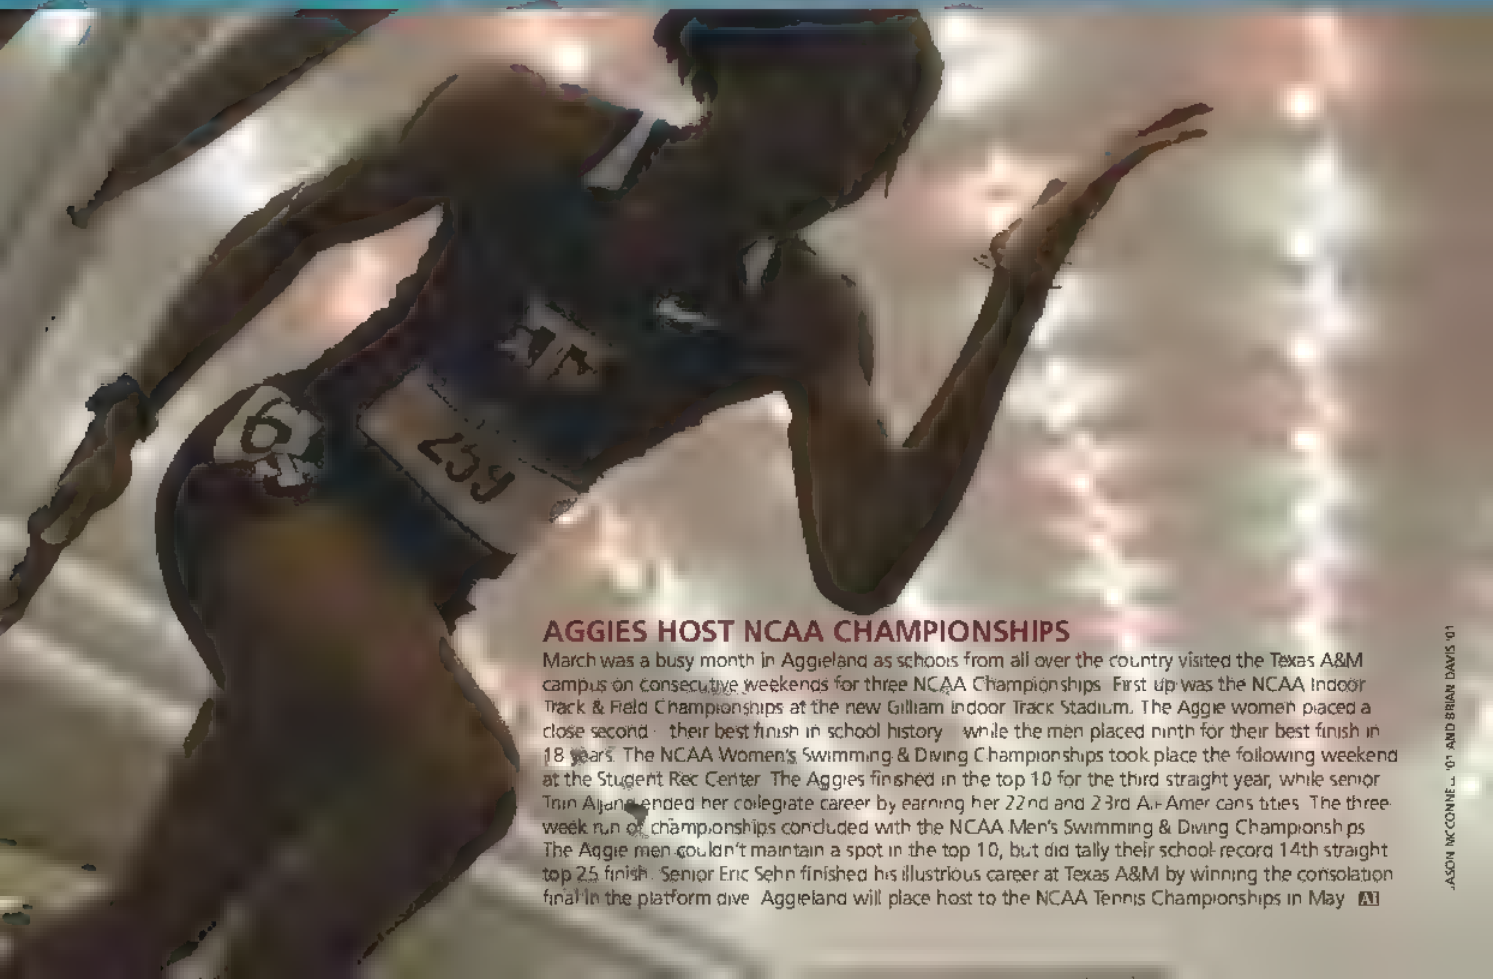 6
259
AGGIES HOST NCAA CHAMPIONSHIPS
March was a busy month in Aggieland as schools from all over the country visited the Texas A&M
campus on consecutive weekends for three NCAA Championships. First up was the NCAA Indoor
Track & Field Championships at the new Gilliam Indoor Track Stadium. The Aggie women placed a
close second - their best finish in school history - while the men placed ninth for their best finish in
18 years. The NCAA Women's Swimming & Diving Championships took place the following weekend
at the Student Rec Center. The Aggies finished in the top 10 for the third straight year, while senior
ended her collegiate career by earning her 22nd and 23rd All-Americans titles. The three-
week run of championships concluded with the NCAA Men's Swimming & Diving Championships.
The Aggie men couldn't maintain a spot in the top 10, but did tally their school-record 14th straight
top 25 finish. Senior Eric Sehn finished his illustrious career at Texas A&M by winning the consolation
final in the platform dive. Aggieland will place host to the NCAA Tennis Championships in May. AI
JASON MCCONNELL '01 AND BRIAN DAVIS '01